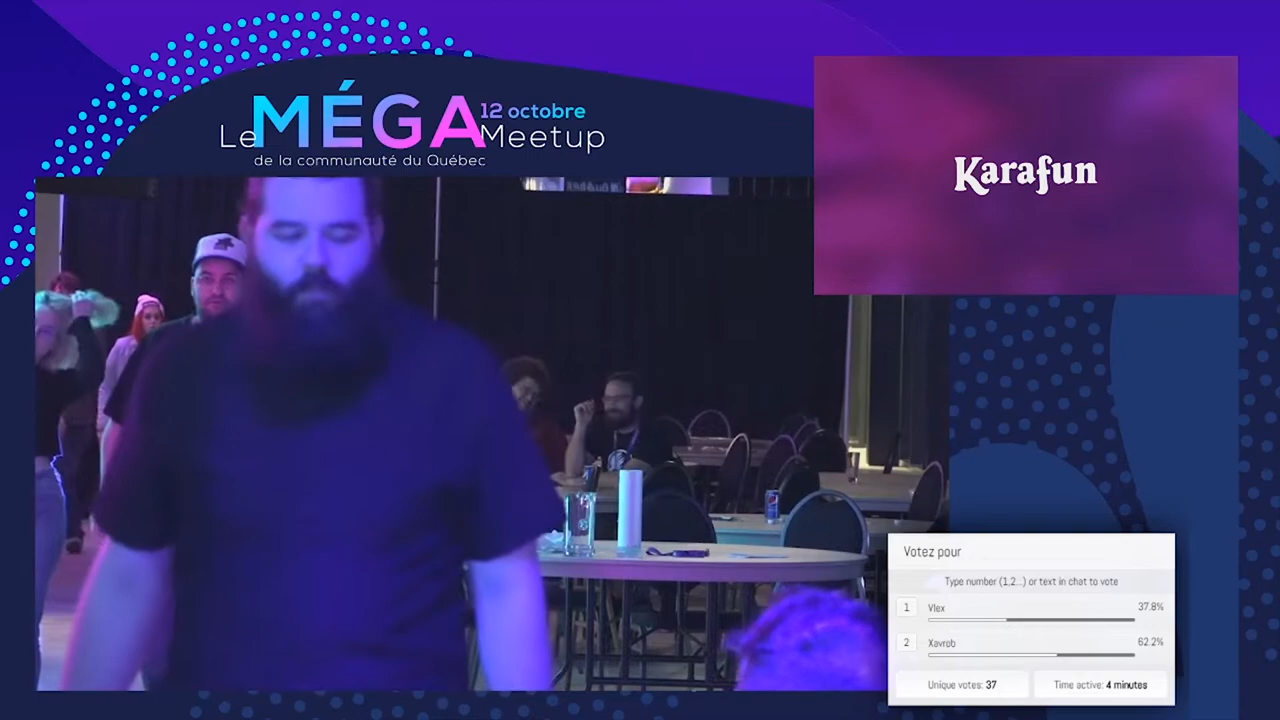 Le MÉGA Meetup
12 octobre
de la communauté du Québec
Karafun
Votez pour
Type number (1,2...) or text in chat to vote
1 Vlex 37.8%
2 Xavrob 62.2%
Unique votes: 37 Time active: 4 minutes